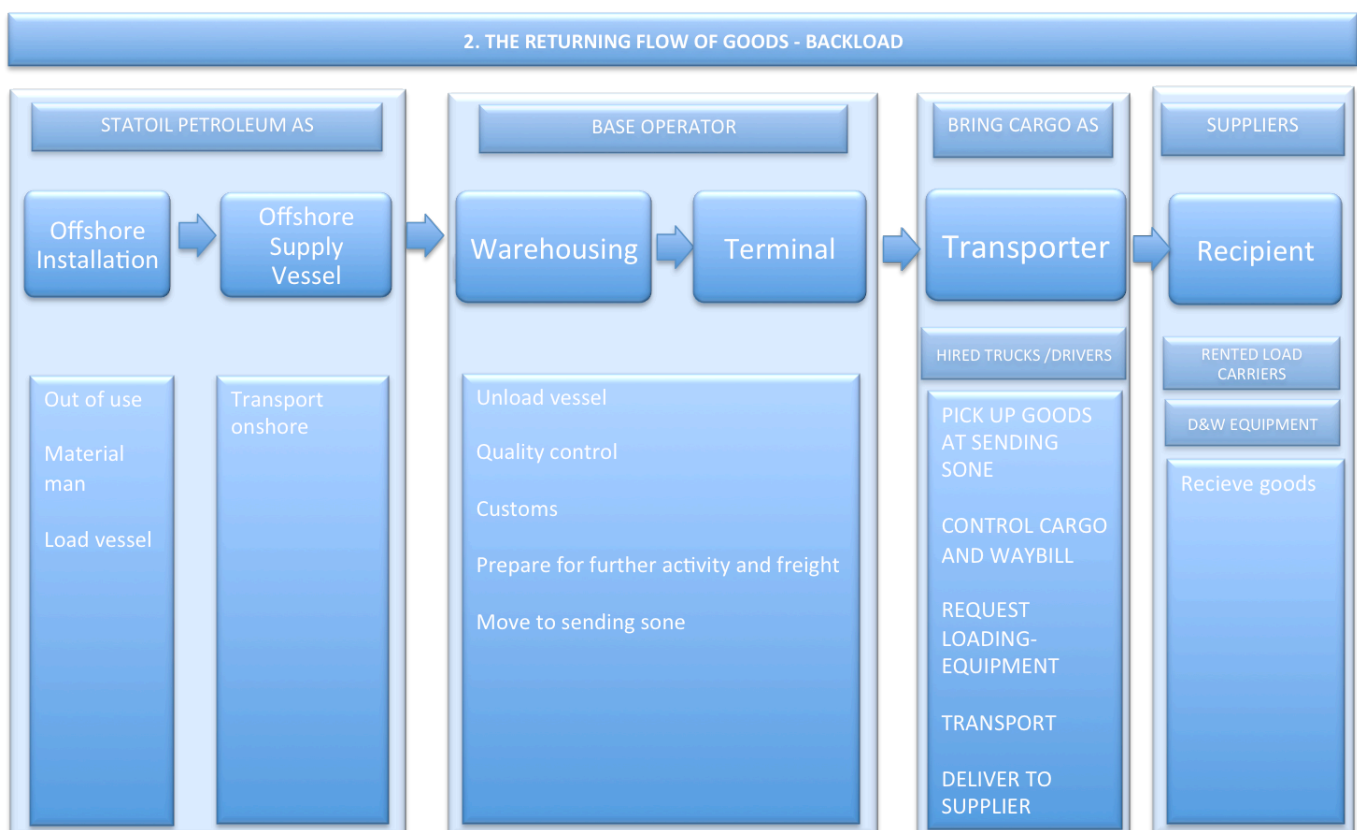 2. THE RETURNING FLOW OF GOODS - BACKLOAD
STATOIL PETROLEUM AS
BASE OPERATOR
BRING CARGO AS
SUPPLIERS
Offshore
Installation
Offshore
Supply
Vessel
Warehousing
Terminal
Transporter
Recipient
HIRED TRUCKS /DRIVERS
RENTED LOAD
CARRIERS
D&W EQUIPMENT
Out of use
Material
man
Load vessel
Transport
onshore
Unload vessel
Quality control
Customs
Prepare for further activity and freight
Move to sending sone
PICK UP GOODS
AT SENDING
SONE
CONTROL CARGO
AND WAYBILL
REQUEST
LOADING-
EQUIPMENT
TRANSPORT
DELIVER TO
SUPPLIER
Recieve goods